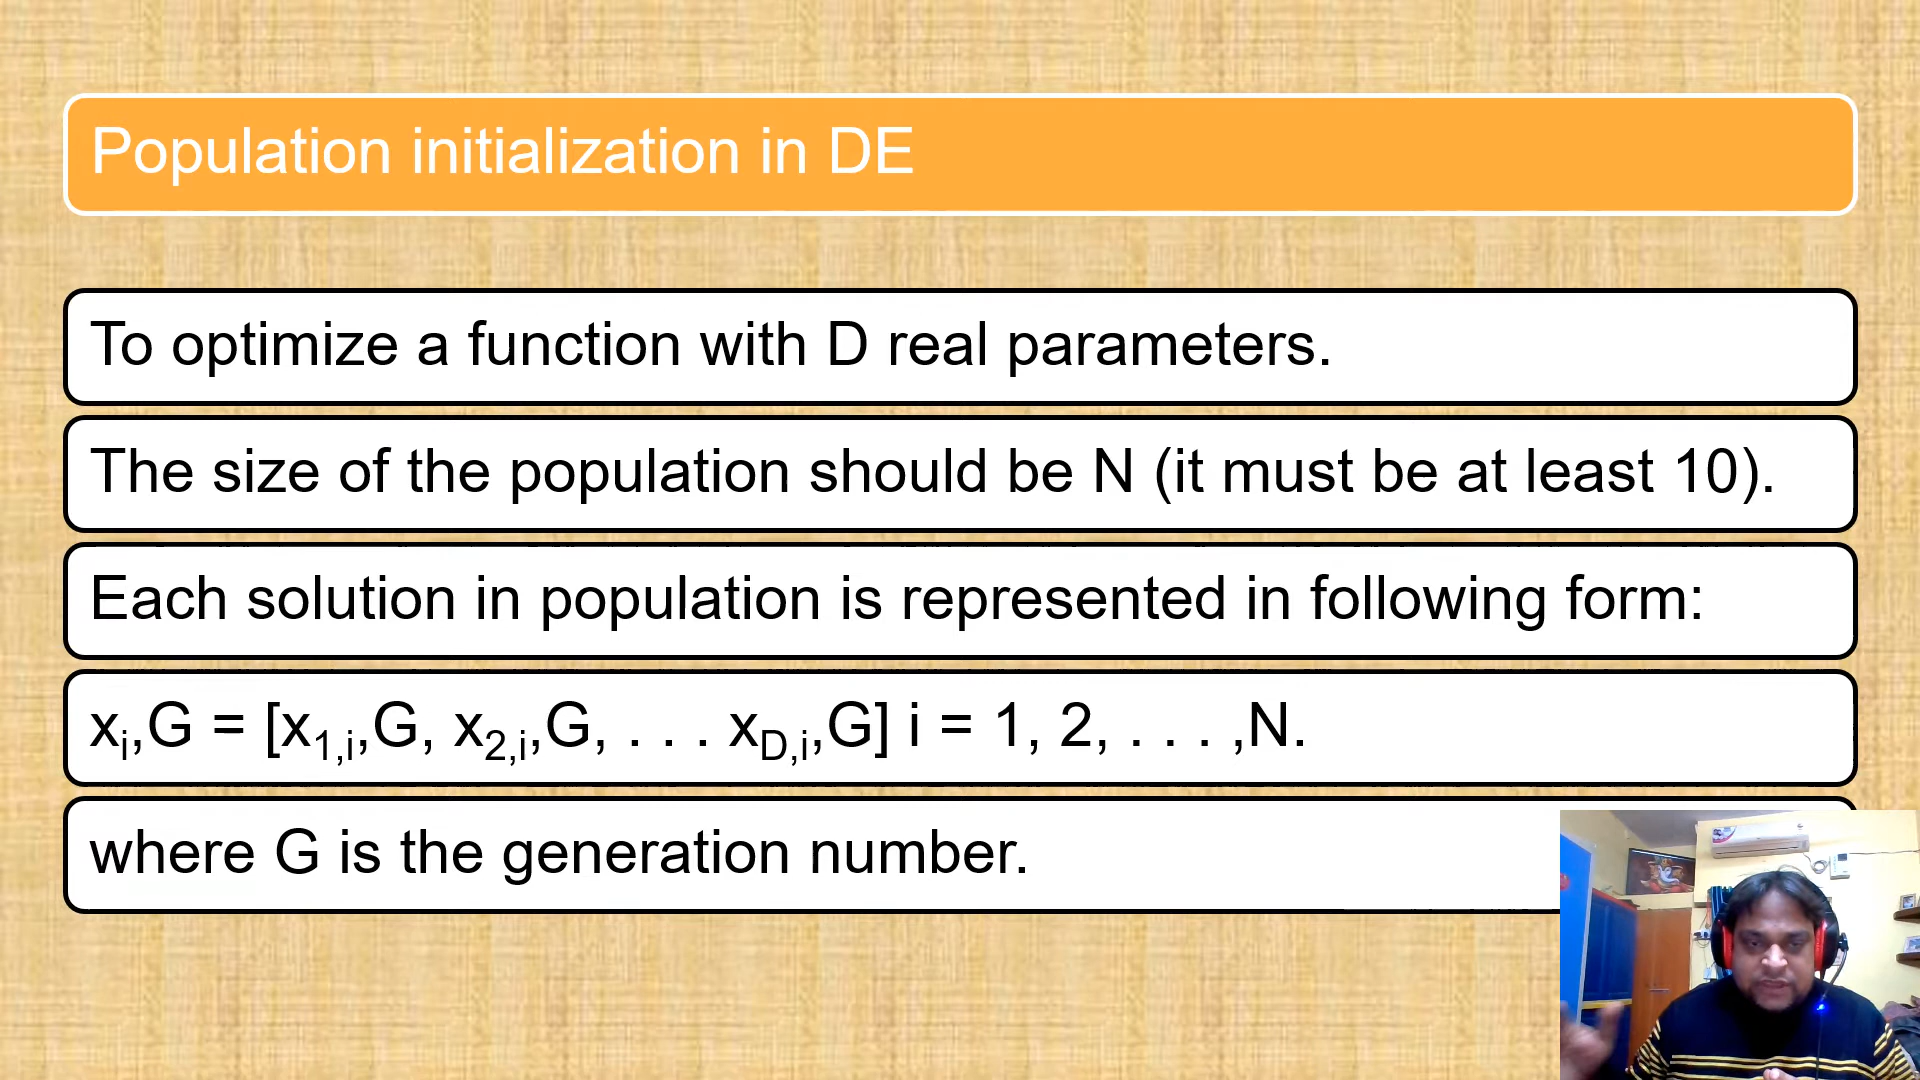 Population initialization in DE
To optimize a function with D real parameters.
The size of the population should be N (it must be at least 10).
Each solution in population is represented in following form:
xᵢ,G = [x₁,ᵢ,G, x₂,ᵢ,G, . . . x_D,i,G] i = 1, 2, . . . ,N.
where G is the generation number.